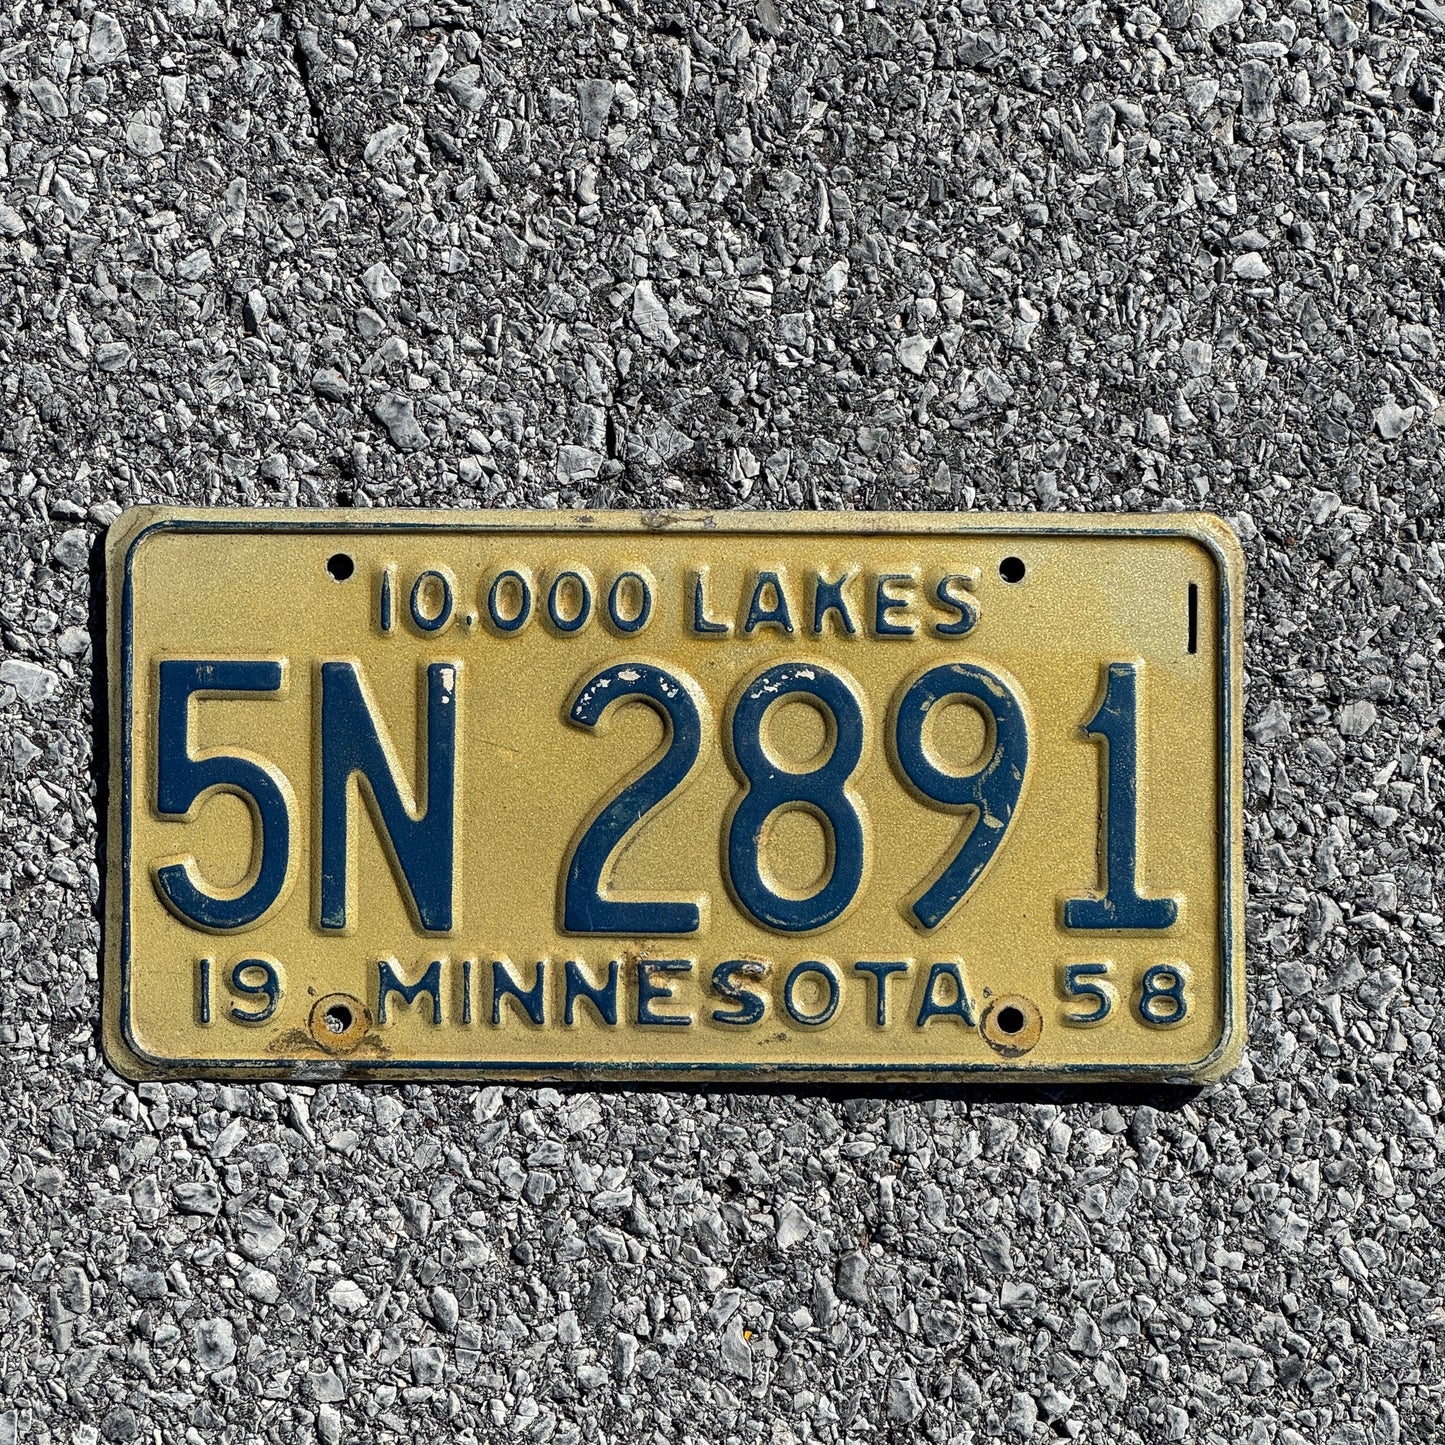 10,000 LAKES
5N 2891
19 MINNESOTA 58